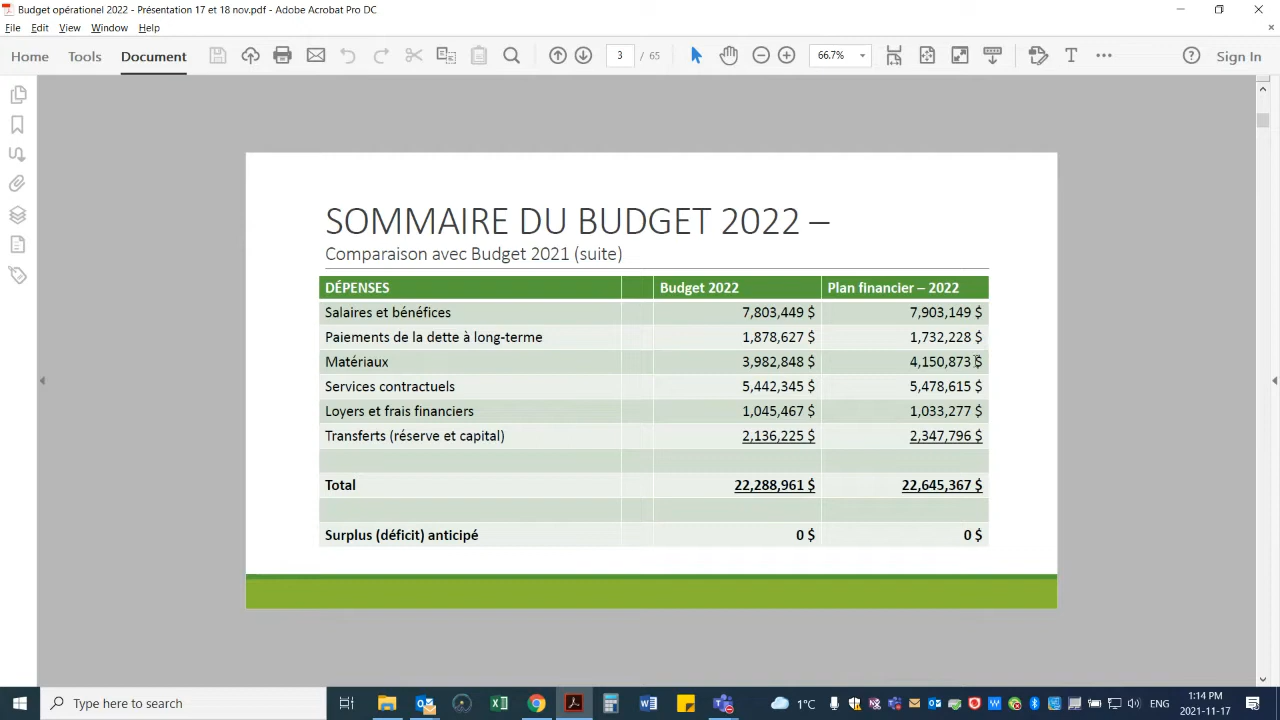 Budget opérationel 2022 - Présentation 17 et 18 nov.pdf - Adobe Acrobat Pro DC
File Edit View Window Help
Home Tools Document 3 / 65 66.7% Sign In
SOMMAIRE DU BUDGET 2022 –
Comparaison avec Budget 2021 (suite)
DÉPENSES Budget 2022 Plan financier – 2022
Salaires et bénéfices 7,803,449 $ 7,903,149 $
Paiements de la dette à long-terme 1,878,627 $ 1,732,228 $
Matériaux 3,982,848 $ 4,150,873 $
Services contractuels 5,442,345 $ 5,478,615 $
Loyers et frais financiers 1,045,467 $ 1,033,277 $
Transferts (réserve et capital) 2,136,225 $ 2,347,796 $
Total 22,288,961 $ 22,645,367 $
Surplus (déficit) anticipé 0 $ 0 $
Type here to search 1°C ENG 1:14 PM
2021-11-17